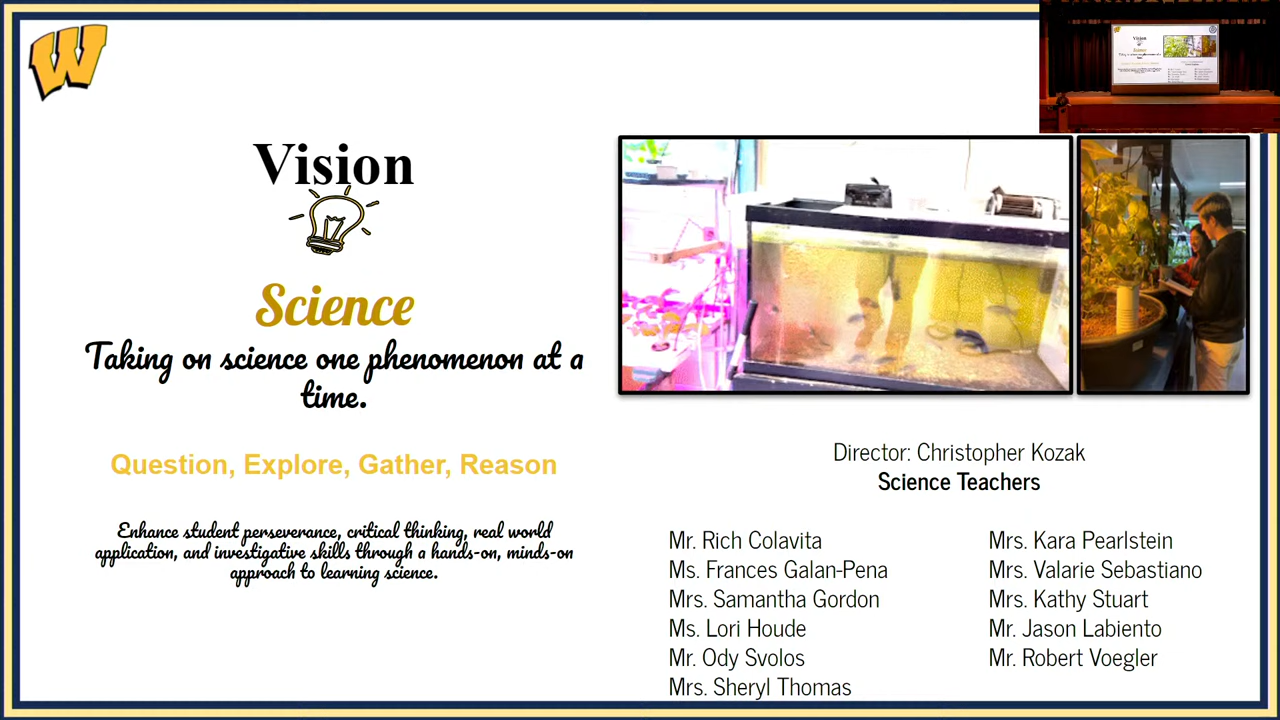 W
Vision
Science
Taking on science one phenomenon at a
time.
Question, Explore, Gather, Reason
Enhance student perseverance, critical thinking, real world
application, and investigative skills through a hands-on, minds-on
approach to learning science.
Director: Christopher Kozak
Science Teachers
Mr. Rich Colavita
Ms. Frances Galan-Pena
Mrs. Samantha Gordon
Ms. Lori Houde
Mr. Ody Svolos
Mrs. Sheryl Thomas
Mrs. Kara Pearlstein
Mrs. Valarie Sebastiano
Mrs. Kathy Stuart
Mr. Jason Labiento
Mr. Robert Voegler
Vision
Science